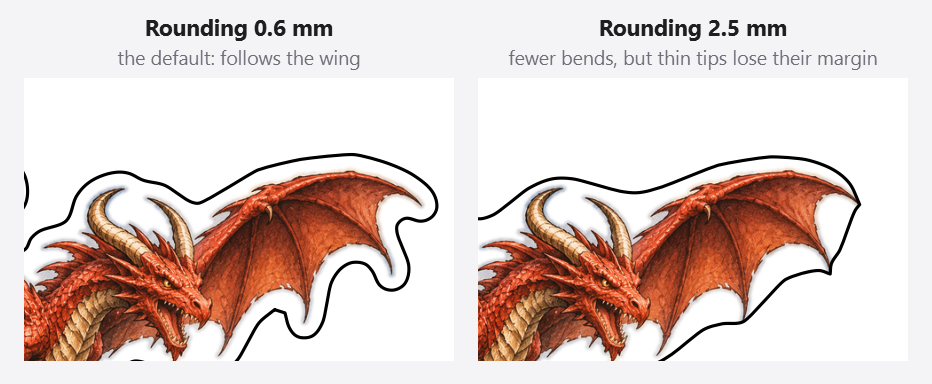 Rounding 0.6 mm
the default: follows the wing
Rounding 2.5 mm
fewer bends, but thin tips lose their margin